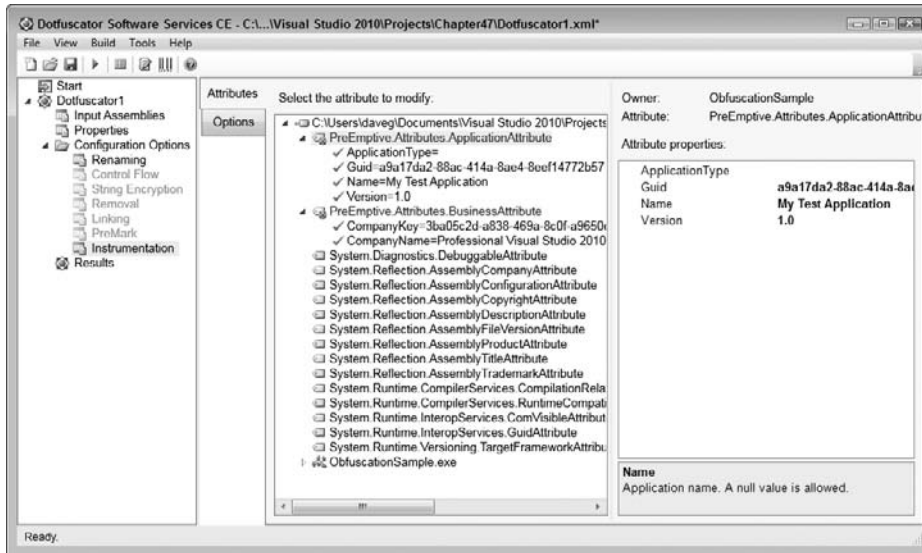 Dotfuscator Software Services CE - C:\...\Visual Studio 2010\Projects\Chapter47\Dotfuscator1.xml*
File View Build Tools Help
Start
Dotfuscator1
Input Assemblies
Properties
Configuration Options
Renaming
Control Flow
String Encryption
Removal
Linking
PreMark
Instrumentation
Results
Attributes
Options
Select the attribute to modify:
C:\Users\daveg\Documents\Visual Studio 2010\Projects
PreEmptive.Attributes.ApplicationAttribute
ApplicationType=
Guid=a9a17da2-88ac-414a-8ae4-8eef14772b57
Name=My Test Application
Version=1.0
PreEmptive.Attributes.BusinessAttribute
CompanyKey=3ba05c2d-a838-469a-8c0f-a9650
CompanyName=Professional Visual Studio 2010
System.Diagnostics.DebuggableAttribute
System.Reflection.AssemblyCompanyAttribute
System.Reflection.AssemblyConfigurationAttribute
System.Reflection.AssemblyCopyrightAttribute
System.Reflection.AssemblyDescriptionAttribute
System.Reflection.AssemblyFileVersionAttribute
System.Reflection.AssemblyProductAttribute
System.Reflection.AssemblyTitleAttribute
System.Reflection.AssemblyTrademarkAttribute
System.Runtime.CompilerServices.CompilationRela
System.Runtime.CompilerServices.RuntimeCompati
System.Runtime.InteropServices.ComVisibleAttribut
System.Runtime.InteropServices.GuidAttribute
System.Runtime.Versioning.TargetFrameworkAttribu
ObfuscationSample.exe
Owner: ObfuscationSample
Attribute: PreEmptive.Attributes.ApplicationAttribu
Attribute properties:
ApplicationType
Guid a9a17da2-88ac-414a-8ae
Name My Test Application
Version 1.0
Name
Application name. A null value is allowed.
Ready.